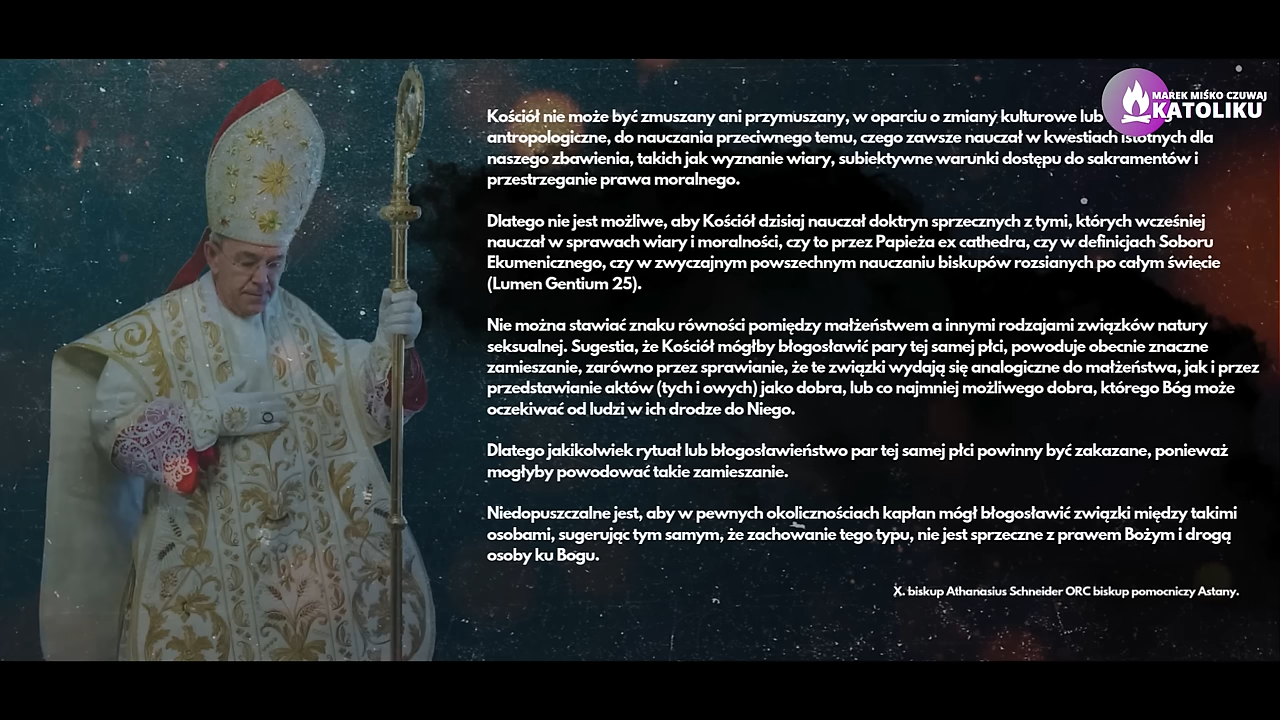 MAREK MIŚKO CZUWAJ
KATOLIKU
Kościół nie może być zmuszany ani przymuszany, w oparciu o zmiany kulturowe lub
antropologiczne, do nauczania przeciwnego temu, czego zawsze nauczał w kwestiach istotnych dla
naszego zbawienia, takich jak wyznanie wiary, subiektywne warunki dostępu do sakramentów i
przestrzeganie prawa moralnego.
Dlatego nie jest możliwe, aby Kościół dzisiaj nauczał doktryn sprzecznych z tymi, których wcześniej
nauczał w sprawach wiary i moralności, czy to przez Papieża ex cathedra, czy w definicjach Soboru
Ekumenicznego, czy w zwyczajnym powszechnym nauczaniu biskupów rozsianych po całym świecie
(Lumen Gentium 25).
Nie można stawiać znaku równości pomiędzy małżeństwem a innymi rodzajami związków natury
seksualnej. Sugestia, że Kościół mógłby błogosławić pary tej samej płci, powoduje obecnie znaczne
zamieszanie, zarówno przez sprawianie, że te związki wydają się analogiczne do małżeństwa, jak i przez
przedstawianie aktów (tych i owych) jako dobra, lub co najmniej możliwego dobra, którego Bóg może
oczekiwać od ludzi w ich drodze do Niego.
Dlatego jakikolwiek rytuał lub błogosławieństwo par tej samej płci powinny być zakazane, ponieważ
mogłyby powodować takie zamieszanie.
Niedopuszczalne jest, aby w pewnych okolicznościach kapłan mógł błogosławić związki między takimi
osobami, sugerując tym samym, że zachowanie tego typu, nie jest sprzeczne z prawem Bożym i drogą
osoby ku Bogu.
X. biskup Athanasius Schneider ORC biskup pomocniczy Astany.